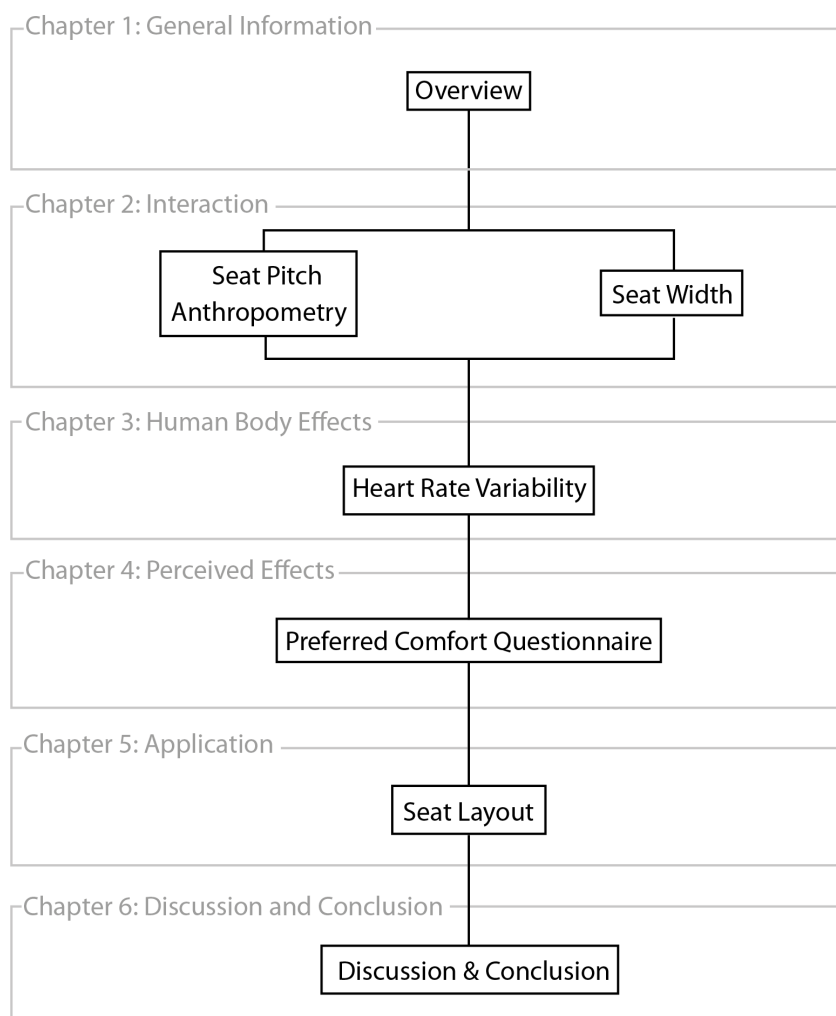 Chapter 1: General Information
Overview
Chapter 2: Interaction
Seat Pitch
Anthropometry
Seat Width
Chapter 3: Human Body Effects
Heart Rate Variability
Chapter 4: Perceived Effects
Preferred Comfort Questionnaire
Chapter 5: Application
Seat Layout
Chapter 6: Discussion and Conclusion
Discussion & Conclusion